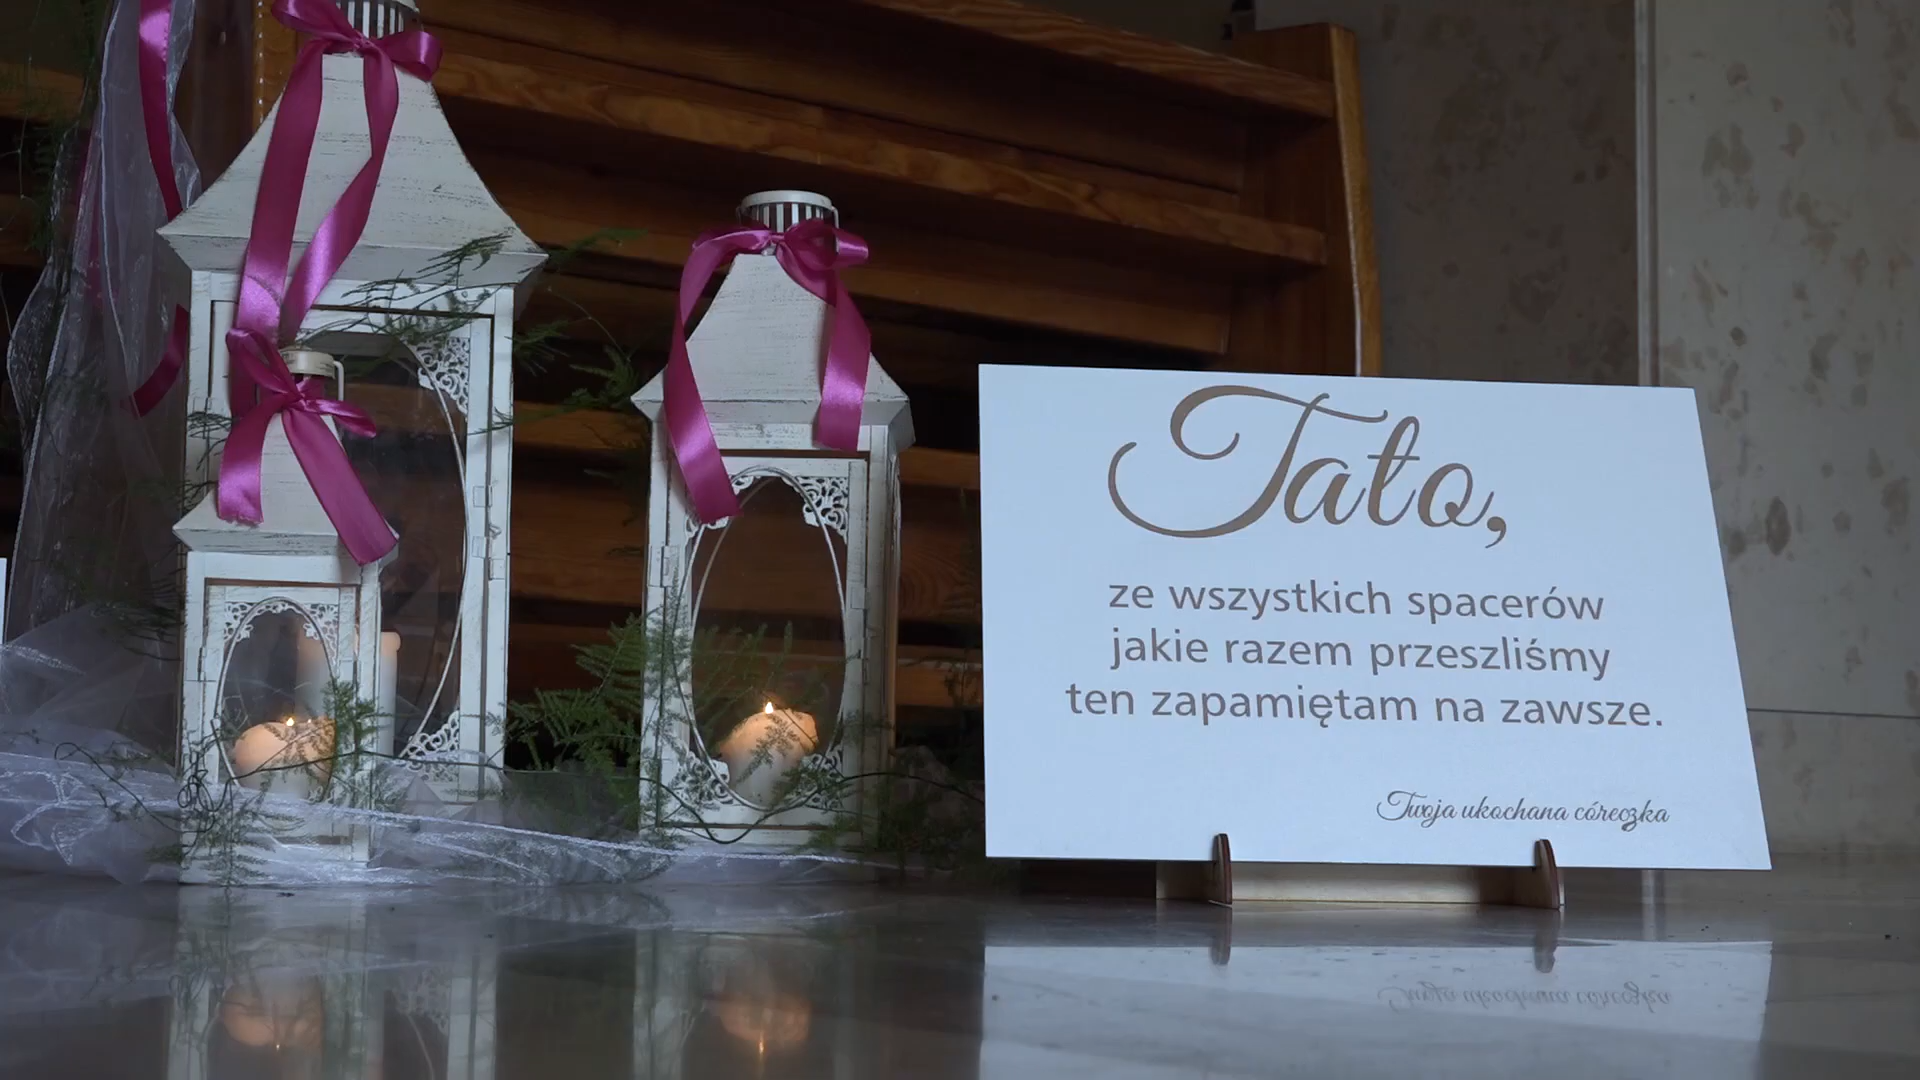 Tato,
ze wszystkich spacerów
jakie razem przeszliśmy
ten zapamiętam na zawsze.
Twoja ukochana córeczka